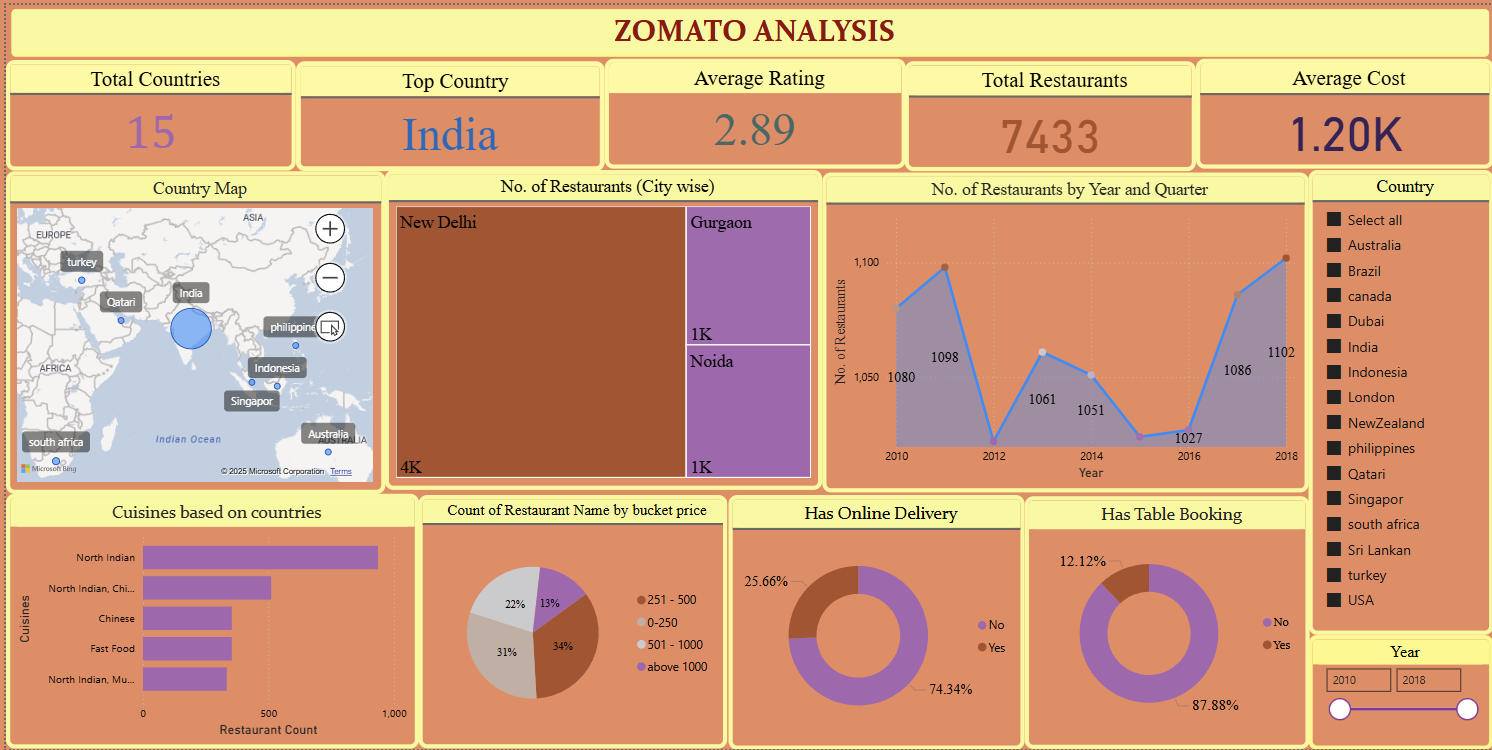 ZOMATO ANALYSIS
Total Countries
15
Top Country
India
Average Rating
2.89
Total Restaurants
7433
Average Cost
1.20K
Country Map
ASIA
EUROPE
turkey
Qatari
India
philippine
Indonesia
Singapor
AFRICA
Indian Ocean
Australia
AUSTRALIA
south africa
Microsoft Bing
© 2025 Microsoft Corporation Terms
No. of Restaurants (City wise)
New Delhi
4K
Gurgaon
1K
Noida
1K
No. of Restaurants by Year and Quarter
No. of Restaurants
1,100
1,050
1080
1098
1061
1051
1027
1086
1102
2010
2012
2014
2016
2018
Year
Country
Select all
Australia
Brazil
canada
Dubai
India
Indonesia
London
NewZealand
philippines
Qatari
Singapor
south africa
Sri Lankan
turkey
USA
Cuisines based on countries
Cuisines
North Indian
North Indian, Chi...
Chinese
Fast Food
North Indian, Mu...
0
500
1,000
Restaurant Count
Count of Restaurant Name by bucket price
22%
13%
31%
34%
251 - 500
0-250
501 - 1000
above 1000
Has Online Delivery
25.66%
74.34%
No
Yes
Has Table Booking
12.12%
87.88%
No
Yes
Year
2010
2018